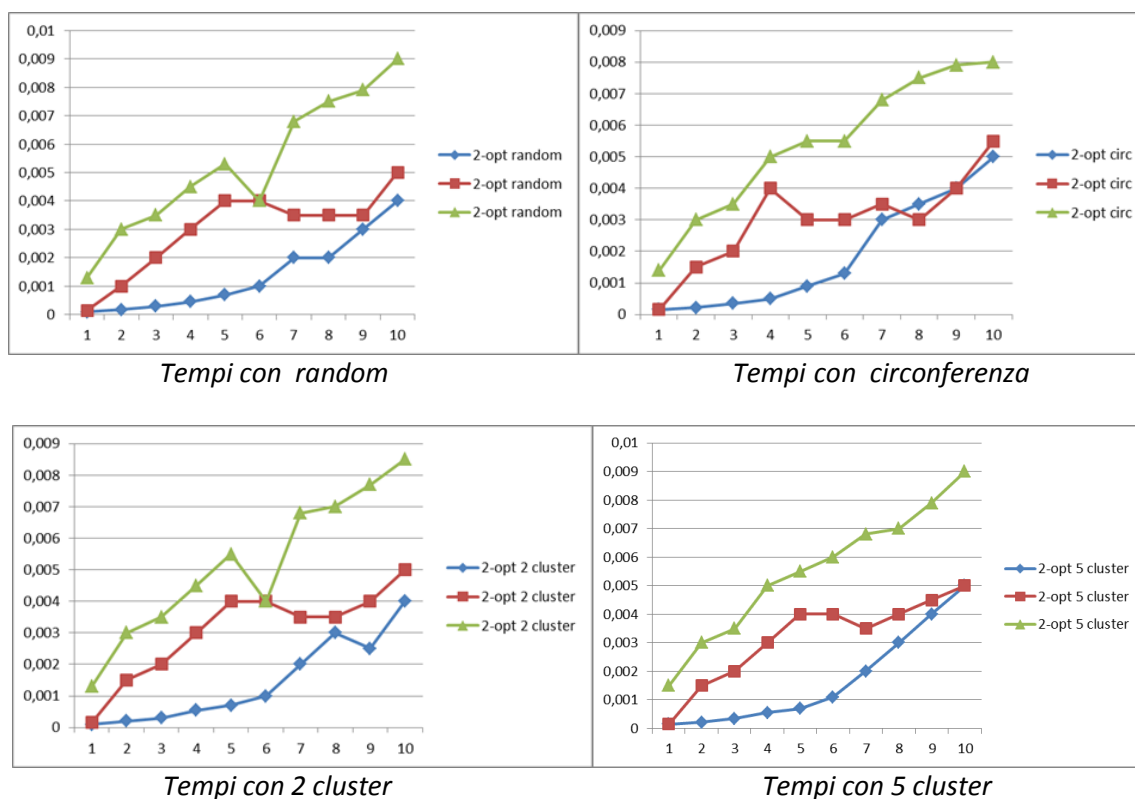 0,01
0,009
0,008
0,007
0,006
0,005
0,004
0,003
0,002
0,001
0
1 2 3 4 5 6 7 8 9 10
2-opt random
2-opt random
2-opt random
Tempi con random
0,009
0,008
0,007
0,006
0,005
0,004
0,003
0,002
0,001
0
1 2 3 4 5 6 7 8 9 10
2-opt circ
2-opt circ
2-opt circ
Tempi con circonferenza
0,009
0,008
0,007
0,006
0,005
0,004
0,003
0,002
0,001
0
1 2 3 4 5 6 7 8 9 10
2-opt 2 cluster
2-opt 2 cluster
2-opt 2 cluster
Tempi con 2 cluster
0,01
0,009
0,008
0,007
0,006
0,005
0,004
0,003
0,002
0,001
0
1 2 3 4 5 6 7 8 9 10
2-opt 5 cluster
2-opt 5 cluster
2-opt 5 cluster
Tempi con 5 cluster